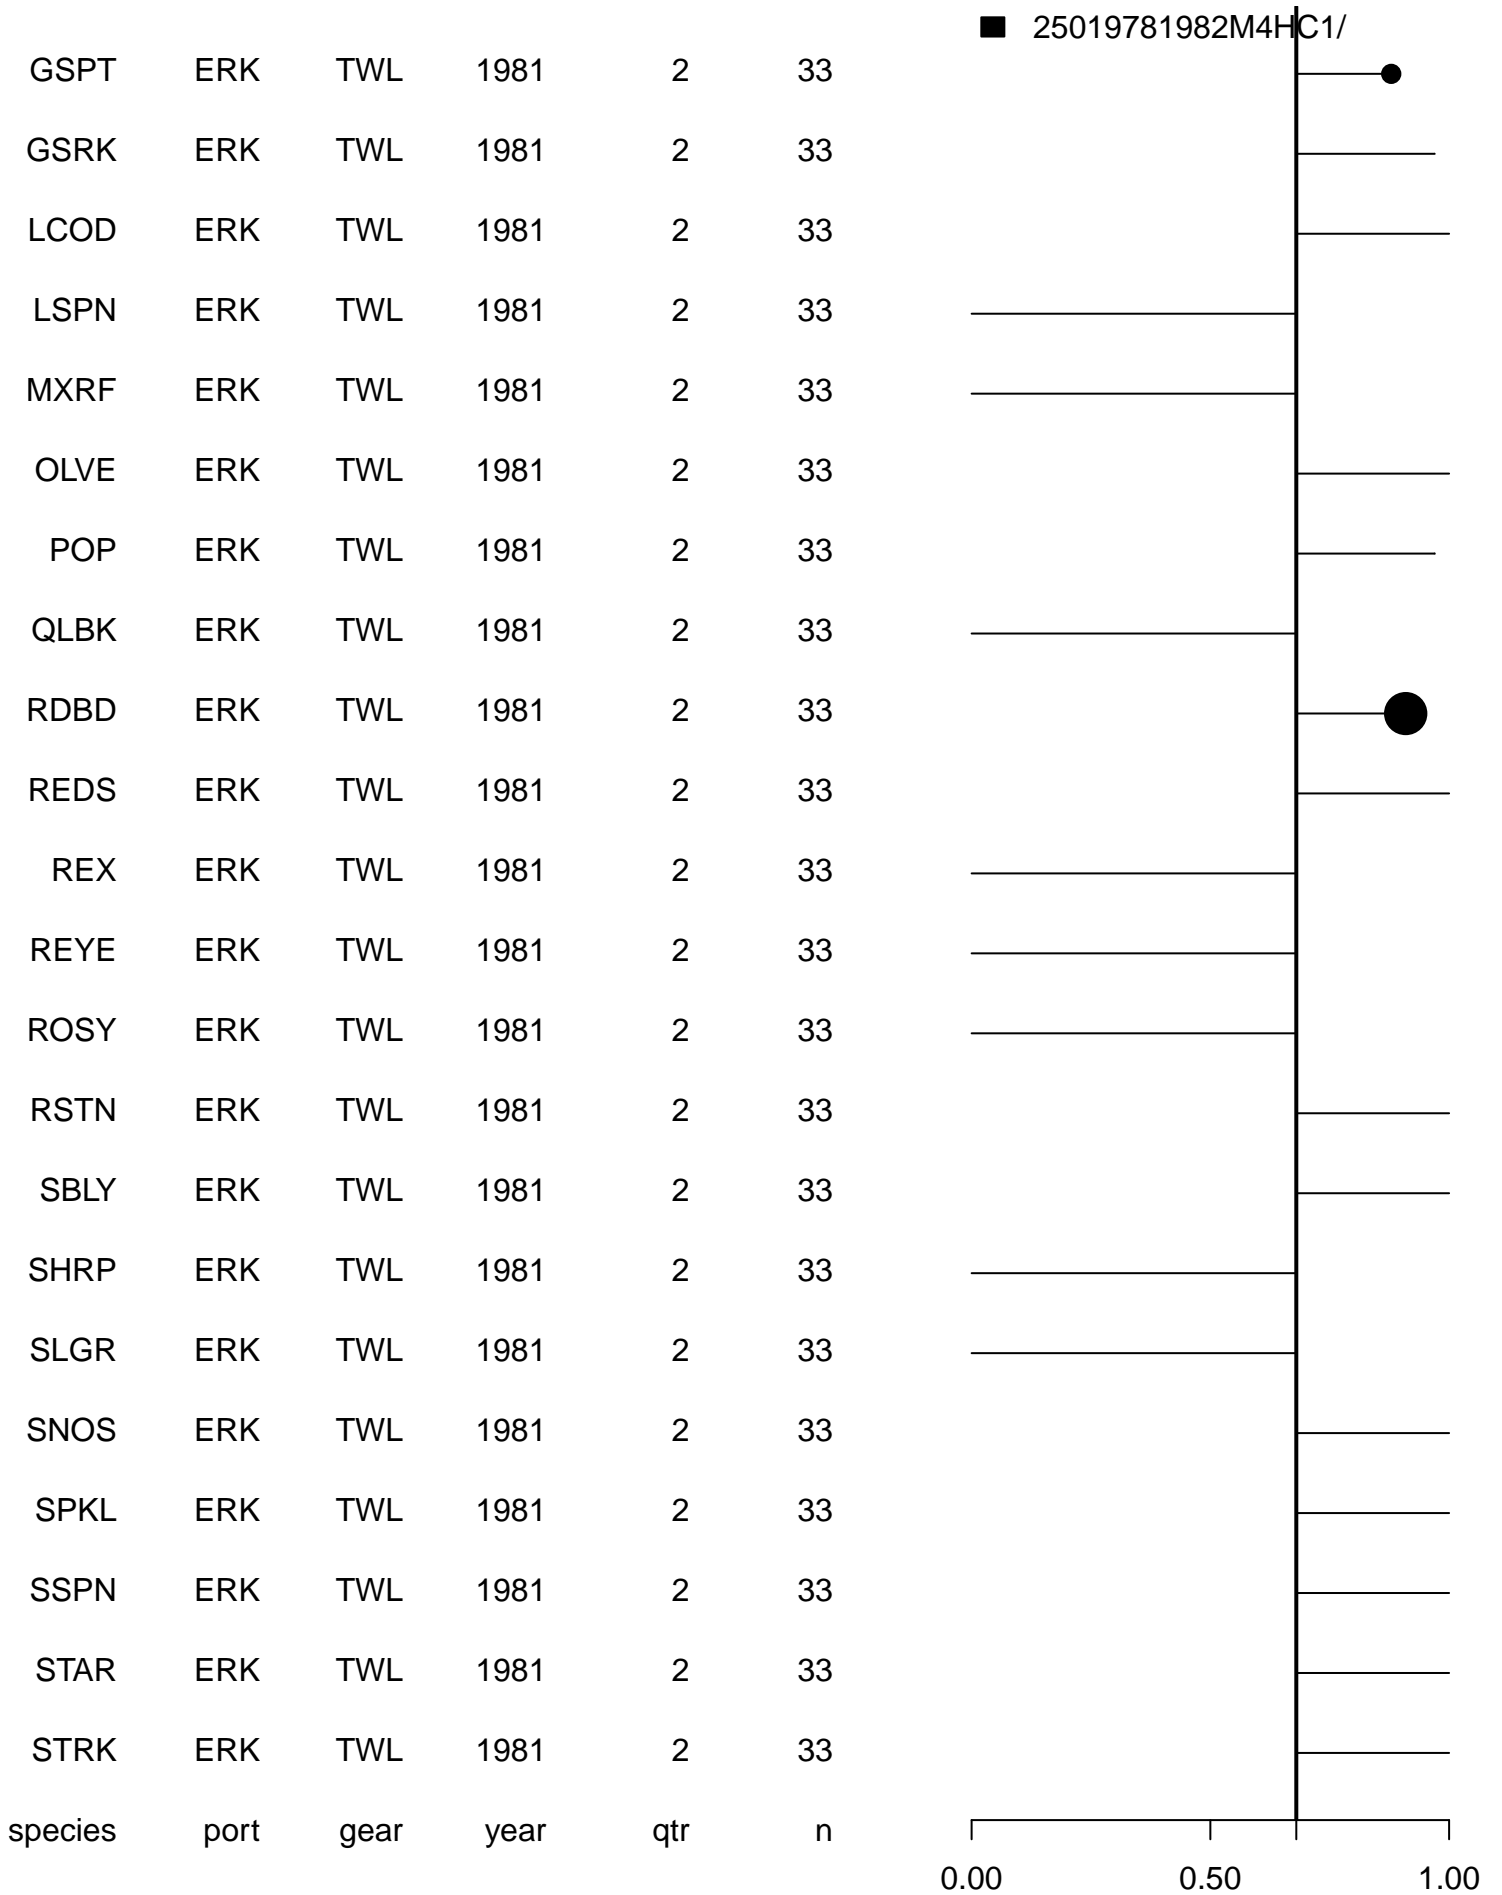 25019781982M4HC1/
GSPT ERK TWL 1981 2 33
GSRK ERK TWL 1981 2 33
LCOD ERK TWL 1981 2 33
LSPN ERK TWL 1981 2 33
MXRF ERK TWL 1981 2 33
OLVE ERK TWL 1981 2 33
POP ERK TWL 1981 2 33
QLBK ERK TWL 1981 2 33
RDBD ERK TWL 1981 2 33
REDS ERK TWL 1981 2 33
REX ERK TWL 1981 2 33
REYE ERK TWL 1981 2 33
ROSY ERK TWL 1981 2 33
RSTN ERK TWL 1981 2 33
SBLY ERK TWL 1981 2 33
SHRP ERK TWL 1981 2 33
SLGR ERK TWL 1981 2 33
SNOS ERK TWL 1981 2 33
SPKL ERK TWL 1981 2 33
SSPN ERK TWL 1981 2 33
STAR ERK TWL 1981 2 33
STRK ERK TWL 1981 2 33
species port gear year qtr n
0.00 0.50 1.00